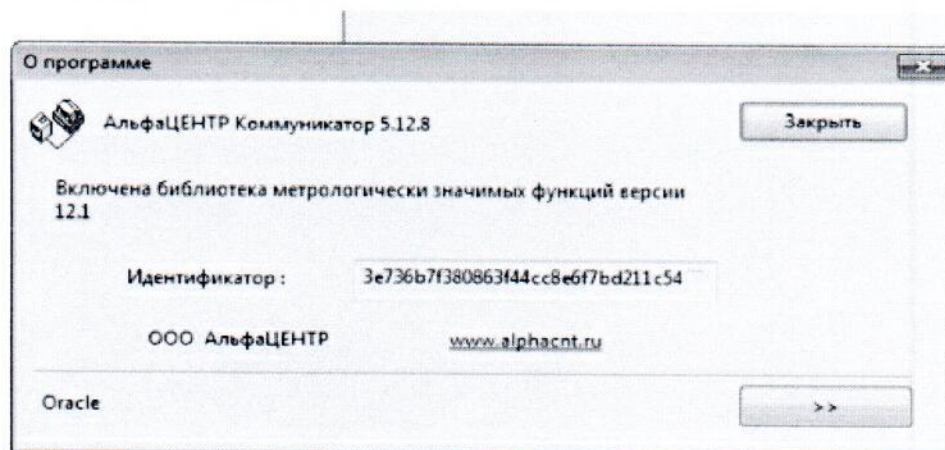 О программе
АльфаЦЕНТР Коммуникатор 5.12.8
Закрыть
Включена библиотека метрологически значимых функций версии
12.1
Идентификатор :
3e736b7f380863f44cc8e6f7bd211c54
ООО АльфаЦЕНТР
www.alphacnt.ru
Oracle
>>